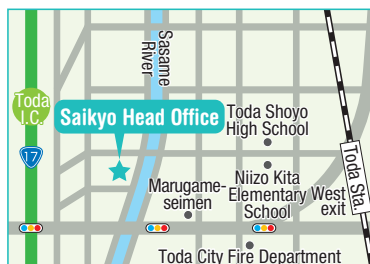 Sasame
River
Toda
I.C.
Saikyo Head Office
Toda Shoyo
High School
17
Toda Sta.
Marugame-
seimen
Niizo Kita
Elementary
School
West
exit
Toda City Fire Department